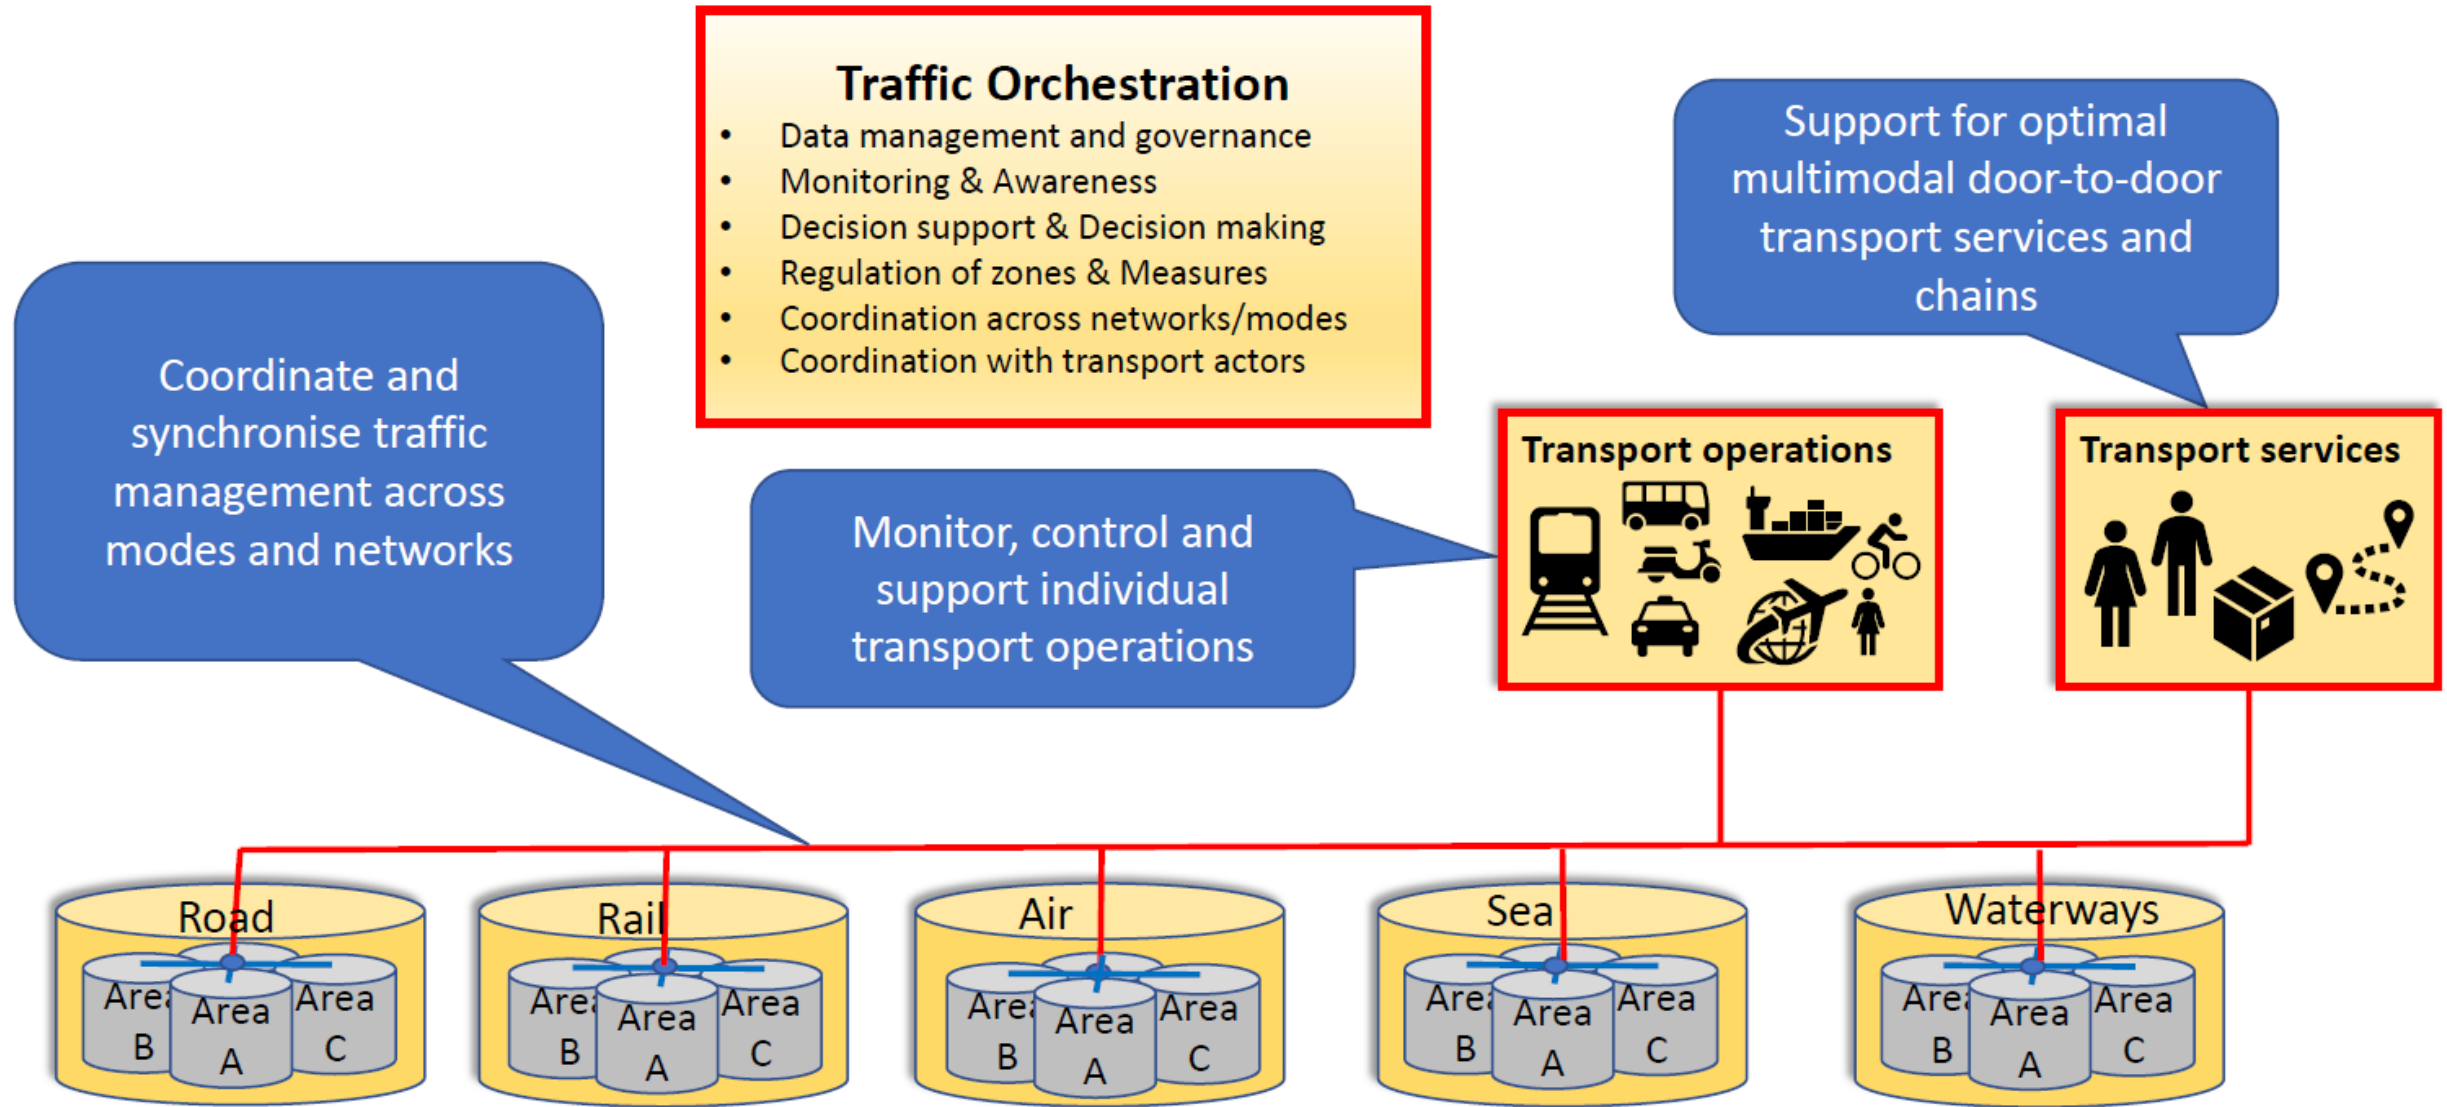 Traffic Orchestration
• Data management and governance
• Monitoring & Awareness
• Decision support & Decision making
• Regulation of zones & Measures
• Coordination across networks/modes
• Coordination with transport actors
Support for optimal
multimodal door-to-door
transport services and
chains
Coordinate and
synchronise traffic
management across
modes and networks
Monitor, control and
support individual
transport operations
Transport operations
Transport services
Road
Area
B
Area
A
Area
C
Rail
Area
B
Area
A
Area
C
Air
Area
B
Area
A
Area
C
Sea
Area
B
Area
A
Area
C
Waterways
Area
B
Area
A
Area
C